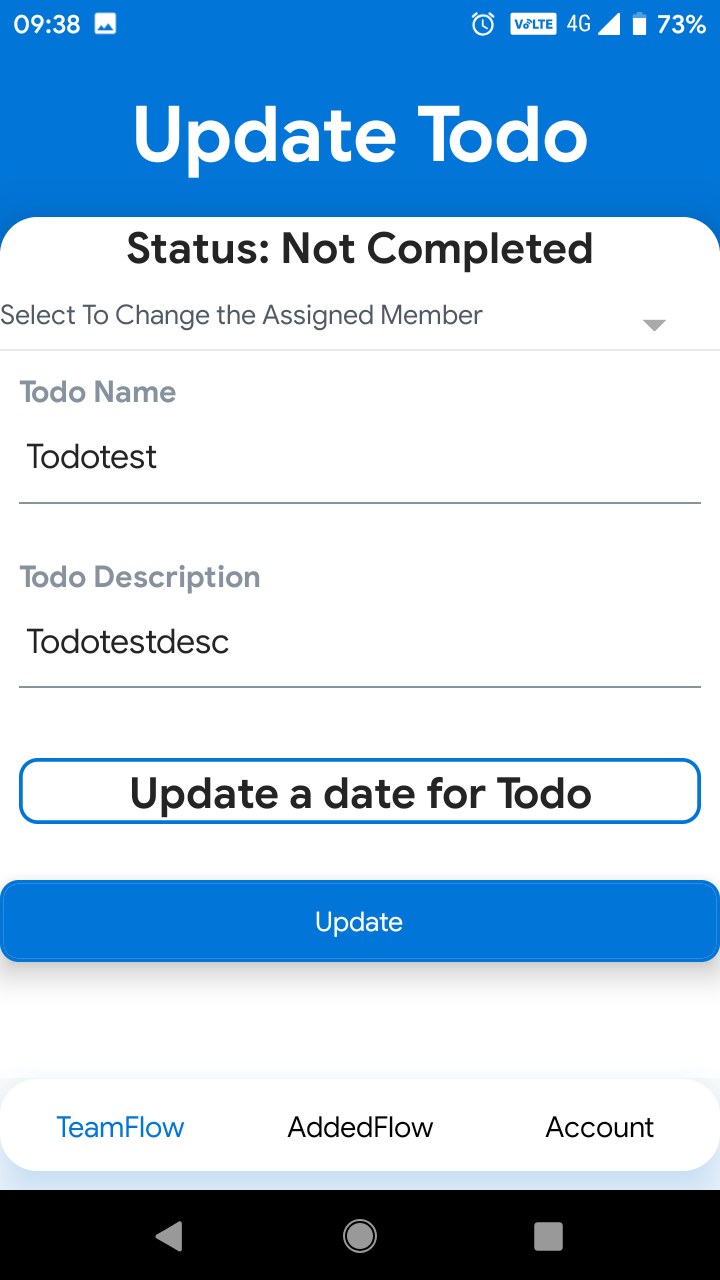 09:38 VoLTE 4G 73%
Update Todo
Status: Not Completed
Select To Change the Assigned Member
Todo Name
Todotest
Todo Description
Todotestdesc
Update a date for Todo
Update
TeamFlow AddedFlow Account